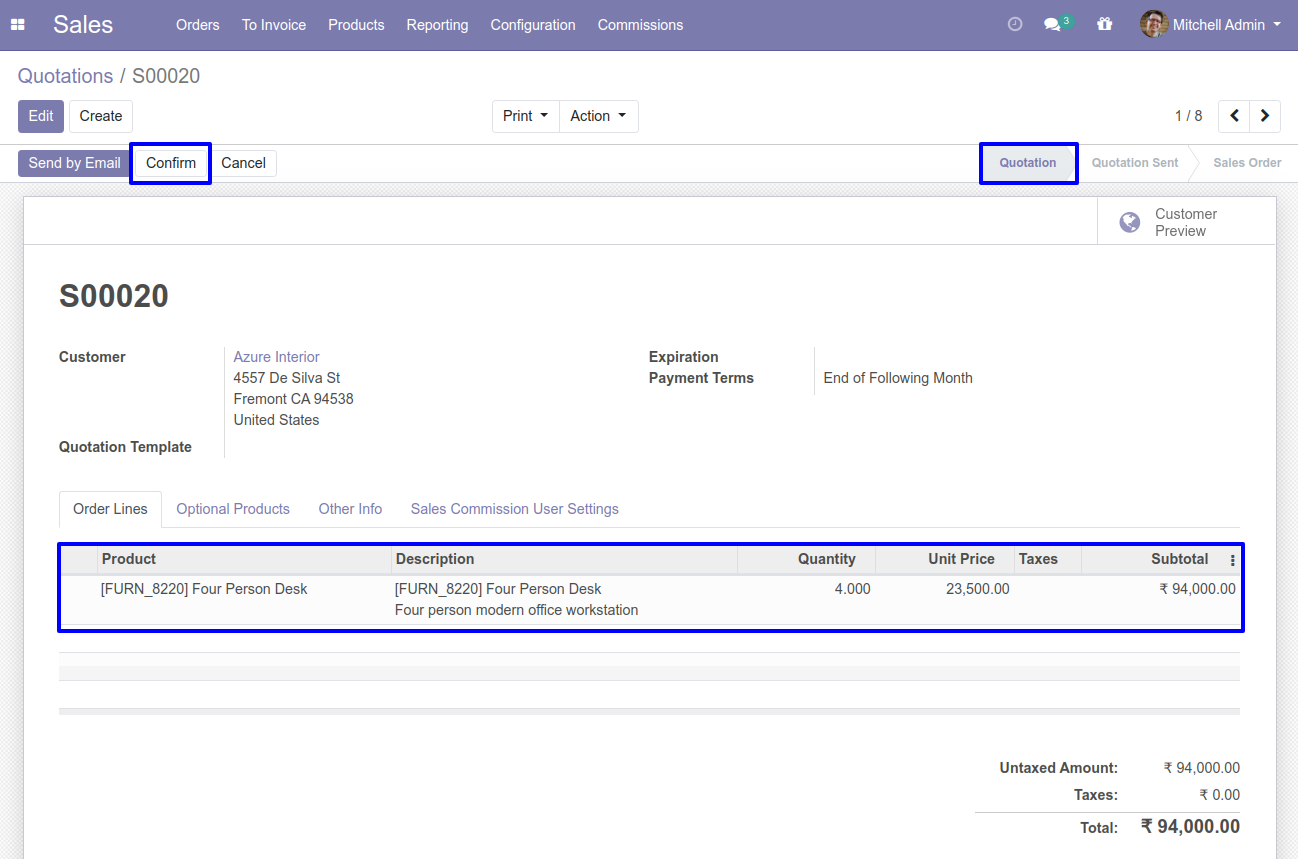 Sales Orders To Invoice Products Reporting Configuration Commissions 3 Mitchell Admin
Quotations / S00020
Edit Create Print Action 1 / 8
Send by Email Confirm Cancel Quotation Quotation Sent Sales Order
Customer
Preview
S00020
Customer Azure Interior Expiration
4557 De Silva St Payment Terms End of Following Month
Fremont CA 94538
United States
Quotation Template
Order Lines Optional Products Other Info Sales Commission User Settings
Product Description Quantity Unit Price Taxes Subtotal
[FURN_8220] Four Person Desk [FURN_8220] Four Person Desk 4.000 23,500.00 ₹ 94,000.00
Four person modern office workstation
Untaxed Amount: ₹ 94,000.00
Taxes: ₹ 0.00
Total: ₹ 94,000.00